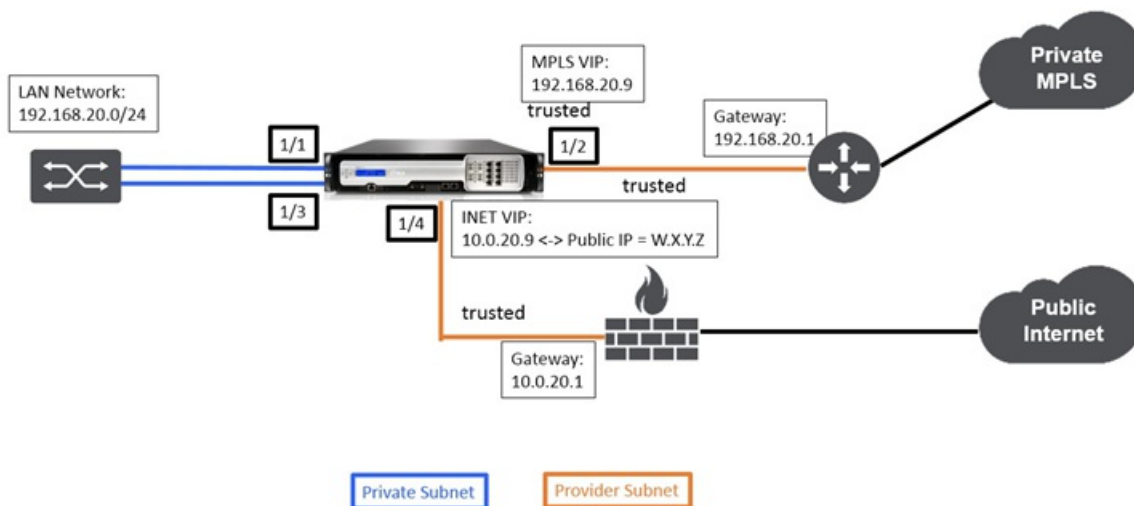 Private
MPLS
MPLS VIP:
192.168.20.9
LAN Network:
192.168.20.0/24
trusted
Gateway:
192.168.20.1
1/1
1/2
trusted
1/3
1/4
INET VIP:
10.0.20.9 <-> Public IP = W.X.Y.Z
trusted
Public
Internet
Gateway:
10.0.20.1
Private Subnet
Provider Subnet